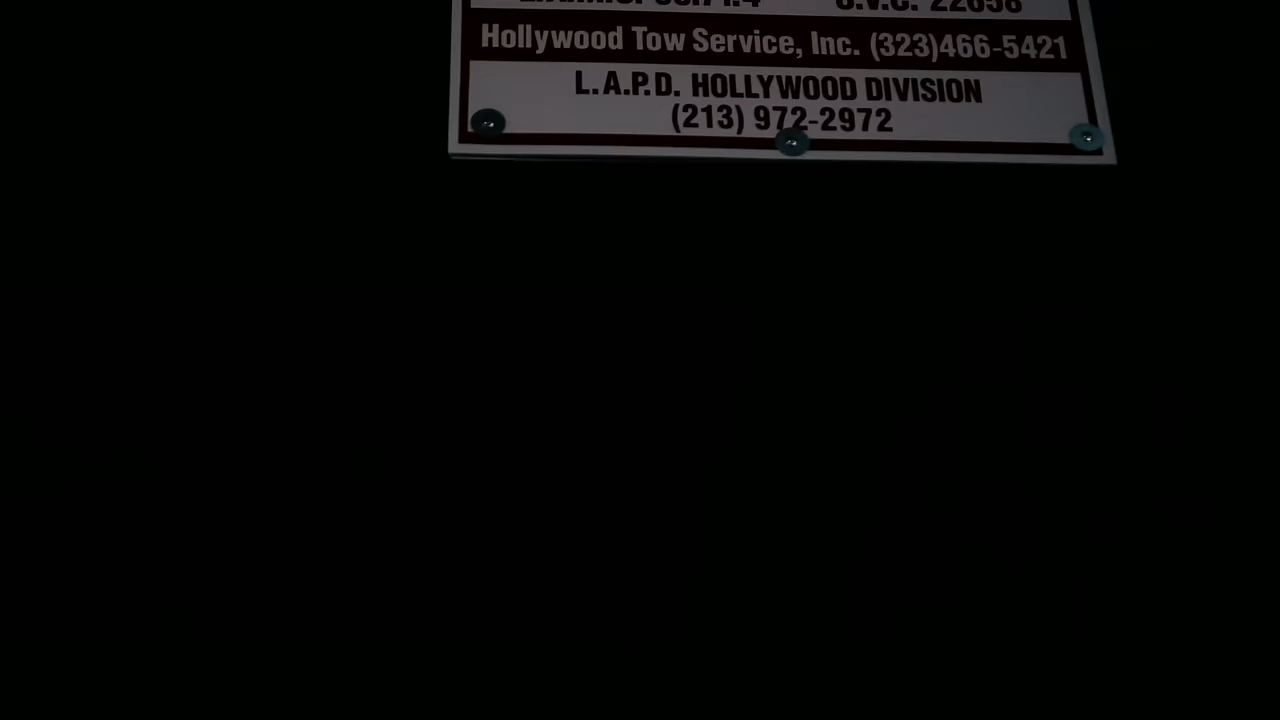 Hollywood Tow Service, Inc. (323)466-5421
L.A.P.D. HOLLYWOOD DIVISION
(213) 972-2972